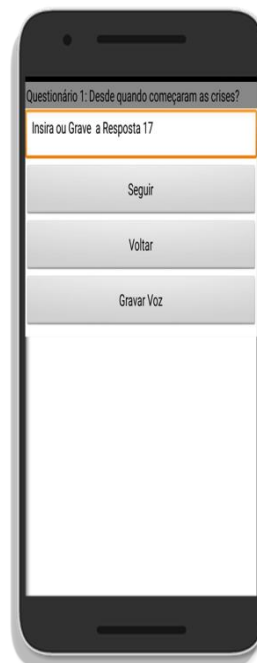 Questionário 1: Desde quando começaram as crises?
Insira ou Grave a Resposta 17
Seguir
Voltar
Gravar Voz